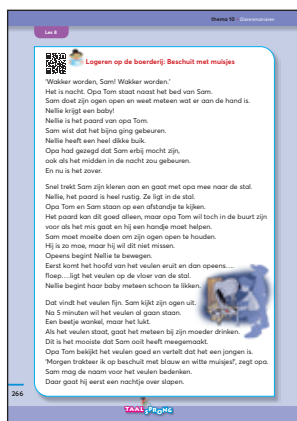 thema 10 - Dierenmanieren
Les 8
Logeren op de boerderij: Beschuit met muisjes
'Wakker worden, Sam! Wakker worden.'
Het is nacht. Opa Tom staat naast het bed van Sam.
Sam doet zijn ogen open en weet meteen wat er aan de hand is.
Nellie krijgt een baby!
Nellie is het paard van opa Tom.
Sam wist dat het bijna ging gebeuren.
Nellie heeft een heel dikke buik.
Opa had gezegd dat Sam erbij mocht zijn,
ook als het midden in de nacht zou gebeuren.
En nu is het zover.
Snel trekt Sam zijn kleren aan en gaat met opa mee naar de stal.
Nellie, het paard, is heel rustig. Ze ligt in de stal.
Opa Tom en Sam staan op een afstandje te kijken.
Het paard kan dit goed alleen, maar opa Tom wil toch in de buurt zijn
voor als het mis gaat en hij een handje moet helpen.
Sam moet moeite doen om zijn ogen open te houden.
Hij is zo moe, maar hij wil dit niet missen.
Opeens begint Nellie te bewegen.
Eerst komt het hoofd van het veulen eruit en dan opeens....
floep....ligt het veulen op de vloer van de stal.
Nellie begint haar baby meteen schoon te likken.
Dat vindt het veulen fijn. Sam kijkt zijn ogen uit.
Na 5 minuten wil het veulen al gaan staan.
Een beetje wankel, maar het lukt.
Als het veulen staat, gaat het meteen bij zijn moeder drinken.
Dit is het mooiste dat Sam ooit heeft meegemaakt.
Opa Tom bekijkt het veulen goed en vertelt dat het een jongen is.
'Morgen trakteer ik op beschuit met blauw en witte muisjes!', zegt opa.
Sam mag de naam voor het veulen bedenken.
Daar gaat hij eerst een nachtje over slapen.
266
TAALSPRONG